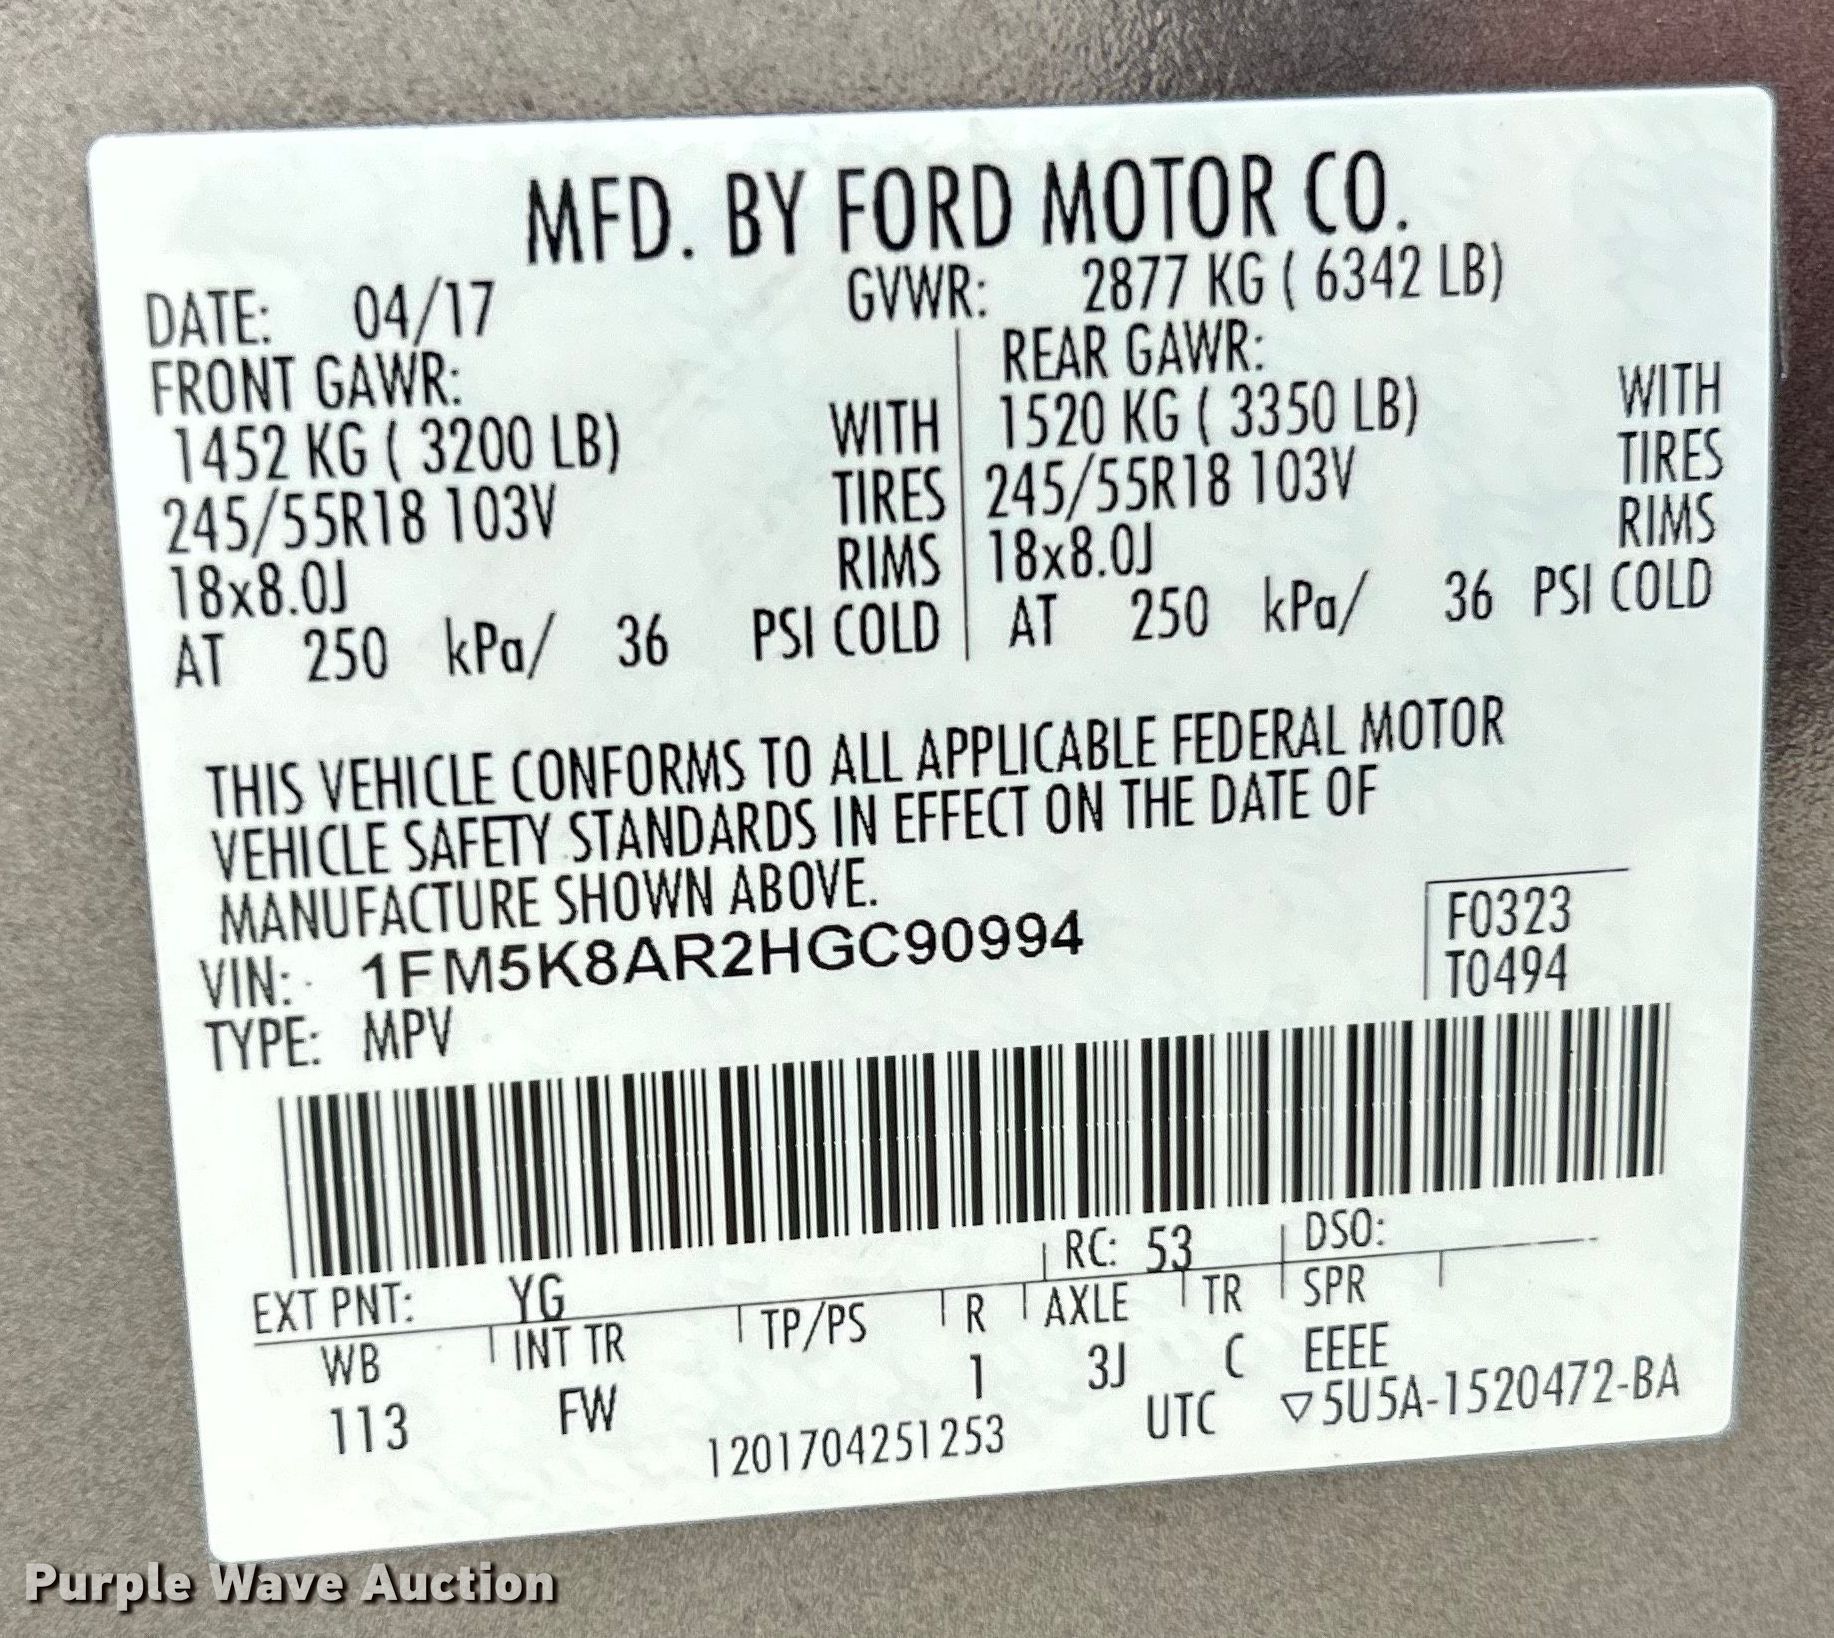 MFD. BY FORD MOTOR CO.
DATE: 04/17 GVWR: 2877 KG ( 6342 LB)
FRONT GAWR: REAR GAWR:
1452 KG ( 3200 LB) WITH 1520 KG ( 3350 LB) WITH
245/55R18 103V TIRES 245/55R18 103V TIRES
18x8.0J RIMS 18x8.0J RIMS
AT 250 kPa/ 36 PSI COLD AT 250 kPa/ 36 PSI COLD
THIS VEHICLE CONFORMS TO ALL APPLICABLE FEDERAL MOTOR
VEHICLE SAFETY STANDARDS IN EFFECT ON THE DATE OF
MANUFACTURE SHOWN ABOVE.
VIN: 1FM5K8AR2HGC90994 F0323
TYPE: MPV T0494
EXT PNT: YG RC: 53 DSO:
WB INT TR TP/PS R AXLE TR SPR
113 FW 1 3J C EEEE
1201704251253 UTC ▽5U5A-1520472-BA
Purple Wave Auction